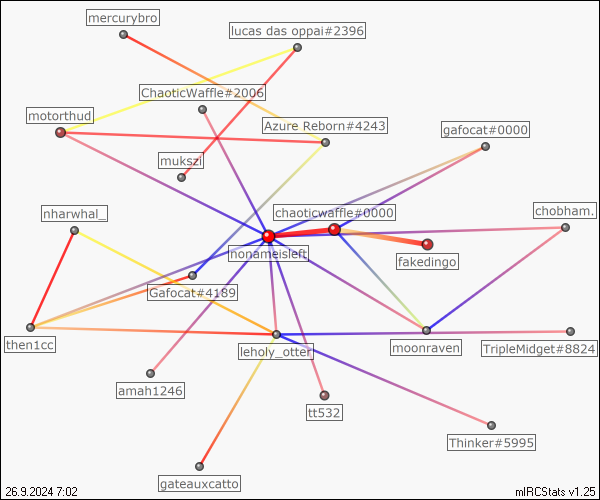 mercurybro
lucas das oppai#2396
ChaoticWaffle#2006
motorthud
Azure Reborn#4243
gafocat#0000
mukszi
nharwhal_
chaoticwaffle#0000
chobham.
nonameisleft
fakedingo
Gafocat#4189
then1cc
leholy_otter
moonraven
TripleMidget#8824
amah1246
tt532
Thinker#5995
gateauxcatto
26.9.2024 7:02
mIRCStats v1.25